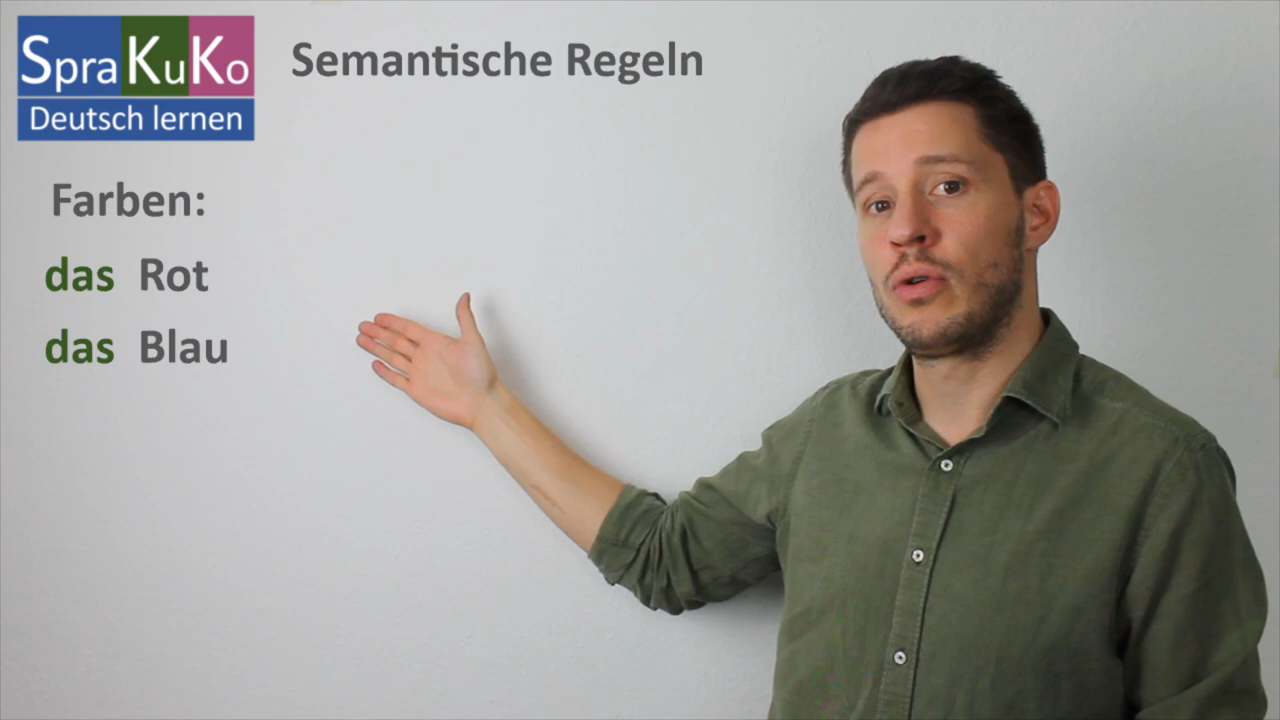 SpraKuKo
Deutsch lernen
Semantische Regeln
Farben:
das Rot
das Blau